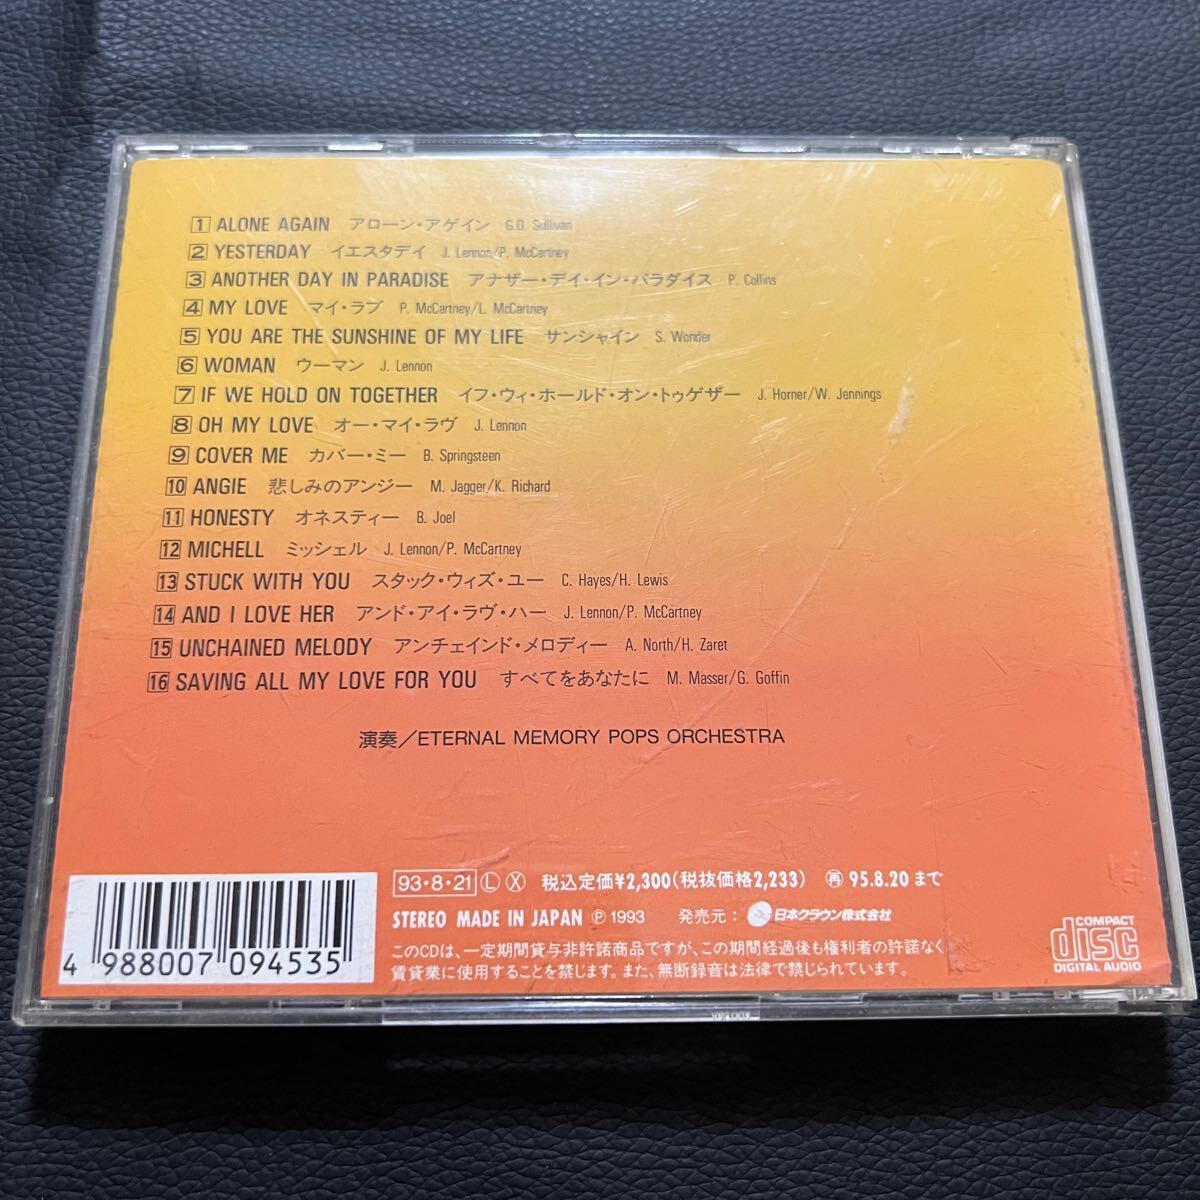 1 ALONE AGAIN アローン・アゲイン G.O. Sullivan
2 YESTERDAY イエスタデイ J. Lennon/P. McCartney
3 ANOTHER DAY IN PARADISE アナザー・デイ・イン・パラダイス P. Collins
4 MY LOVE マイ・ラブ P. McCartney/L. McCartney
5 YOU ARE THE SUNSHINE OF MY LIFE サンシャイン S. Wonder
6 WOMAN ウーマン J. Lennon
7 IF WE HOLD ON TOGETHER イフ・ウィ・ホールド・オン・トゥゲザー J. Horner/W. Jennings
8 OH MY LOVE オー・マイ・ラヴ J. Lennon
9 COVER ME カバー・ミー B. Springsteen
10 ANGIE 悲しみのアンジー M. Jagger/K. Richard
11 HONESTY オネスティー B. Joel
12 MICHELL ミッシェル J. Lennon/P. McCartney
13 STUCK WITH YOU スタック・ウィズ・ユー C. Hayes/H. Lewis
14 AND I LOVE HER アンド・アイ・ラヴ・ハー J. Lennon/P. McCartney
15 UNCHAINED MELODY アンチェインド・メロディー A. North/H. Zaret
16 SAVING ALL MY LOVE FOR YOU すべてをあなたに M. Masser/G. Goffin
演奏／ETERNAL MEMORY POPS ORCHESTRA
93・8・21 Ⓛ Ⓧ 税込定価¥2,300(税抜価格2,233) 再 95.8.20 まで
STEREO MADE IN JAPAN Ⓟ 1993 発売元：日本クラウン株式会社
このCDは、一定期間貸与非許諾商品ですが、この期間経過後も権利者の許諾なく
賃貸業に使用することを禁じます。また、無断録音は法律で禁じられています。
4 988007 094535
COMPACT
disc
DIGITAL AUDIO